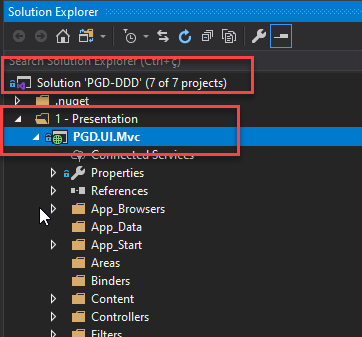 Solution Explorer
Search Solution Explorer (Ctrl+ç)
Solution 'PGD-DDD' (7 of 7 projects)
.nuget
1 - Presentation
PGD.UI.Mvc
Connected Services
Properties
References
App_Browsers
App_Data
App_Start
Areas
Binders
Content
Controllers
Filters